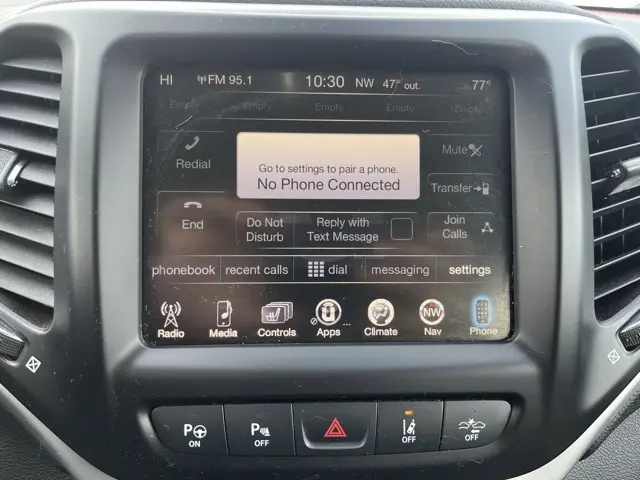 HI FM 95.1 10:30 NW 47° out. 77°
Empty Empty Empty Empty Empty
Redial
Go to settings to pair a phone.
No Phone Connected
Mute
Transfer
End
Do Not
Disturb
Reply with
Text Message
Join
Calls
phonebook recent calls dial messaging settings
NW
Radio Media Controls Apps Climate Nav Phone
P ON
P OFF
OFF
OFF